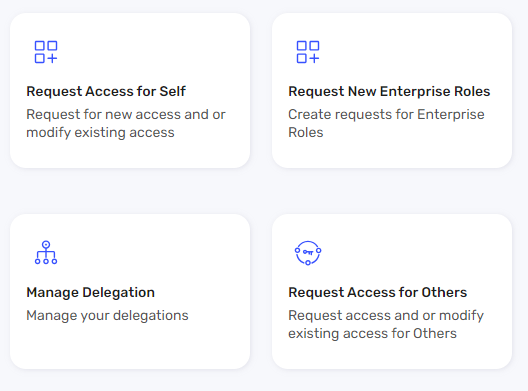 Request Access for Self
Request for new access and or
modify existing access
Request New Enterprise Roles
Create requests for Enterprise
Roles
Manage Delegation
Manage your delegations
Request Access for Others
Request access and or modify
existing access for Others